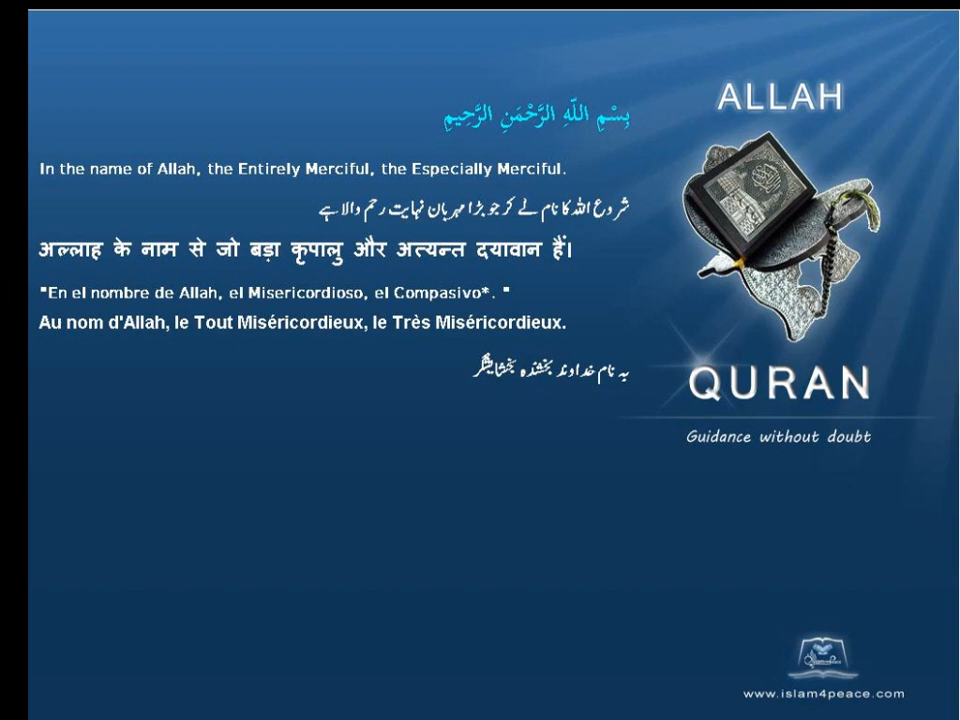 بِسْمِ اللّهِ الرَّحْمَنِ الرَّحِيمِ
In the name of Allah, the Entirely Merciful, the Especially Merciful.
شروع اللہ کا نام لے کر جو بڑا مہربان نہایت رحم والا ہے
अल्लाह के नाम से जो बड़ा कृपालु और अत्यन्त दयावान हैं।
"En el nombre de Allah, el Misericordioso, el Compasivo*. "
Au nom d'Allah, le Tout Miséricordieux, le Très Miséricordieux.
به نام خداوند بخشنده بخشایشگر
ALLAH
QURAN
Guidance without doubt
www.islam4peace.com